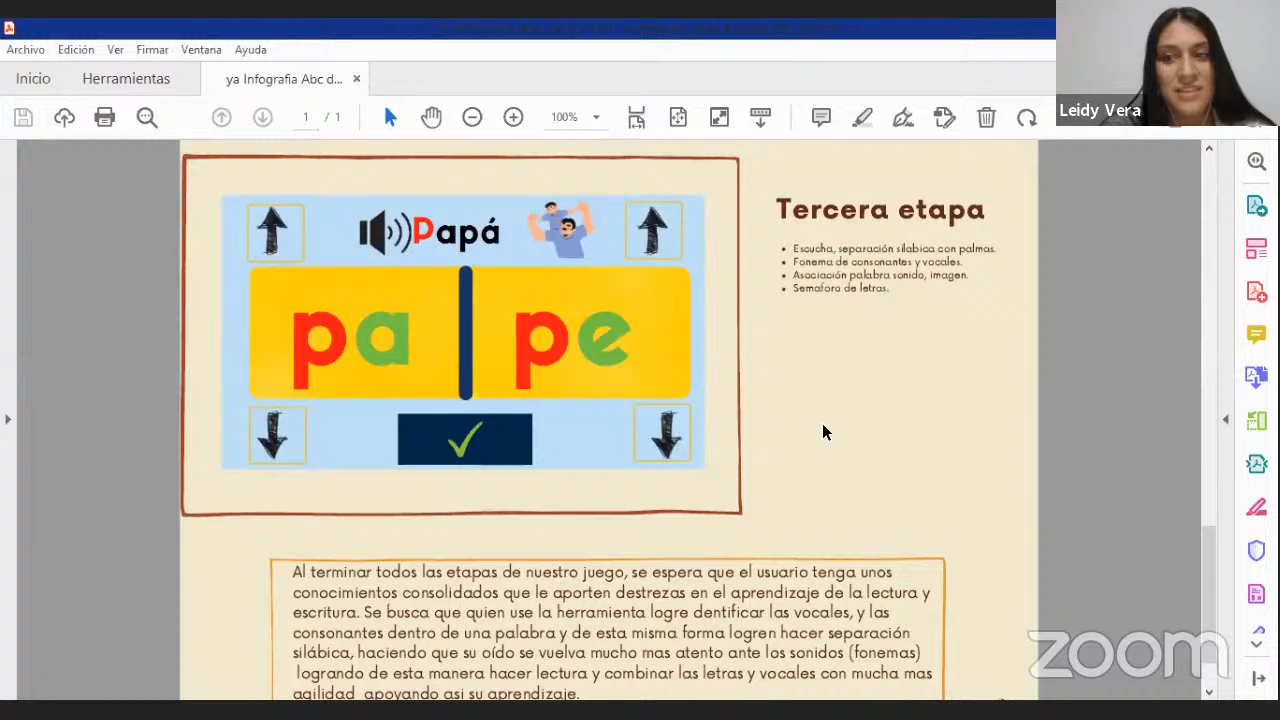 Archivo Edición Ver Firmar Ventana Ayuda
Inicio Herramientas ya Infografia Abc d... ×
1 / 1 100%
Leidy Vera
Papá
pa pe
Tercera etapa
• Escucha, separación silabica con palmas.
• Fonema de consonantes y vocales.
• Asociación palabra sonido, imagen.
• Semaforo de letras.
Al terminar todos las etapas de nuestro juego, se espera que el usuario tenga unos
conocimientos consolidados que le aporten destrezas en el aprendizaje de la lectura y
escritura. Se busca que quien use la herramienta logre dentificar las vocales, y las
consonantes dentro de una palabra y de esta misma forma logren hacer separación
silábica, haciendo que su oído se vuelva mucho mas atento ante los sonidos (fonemas)
logrando de esta manera hacer lectura y combinar las letras y vocales con mucha mas
agilidad apoyando asi su aprendizaje.
zoom